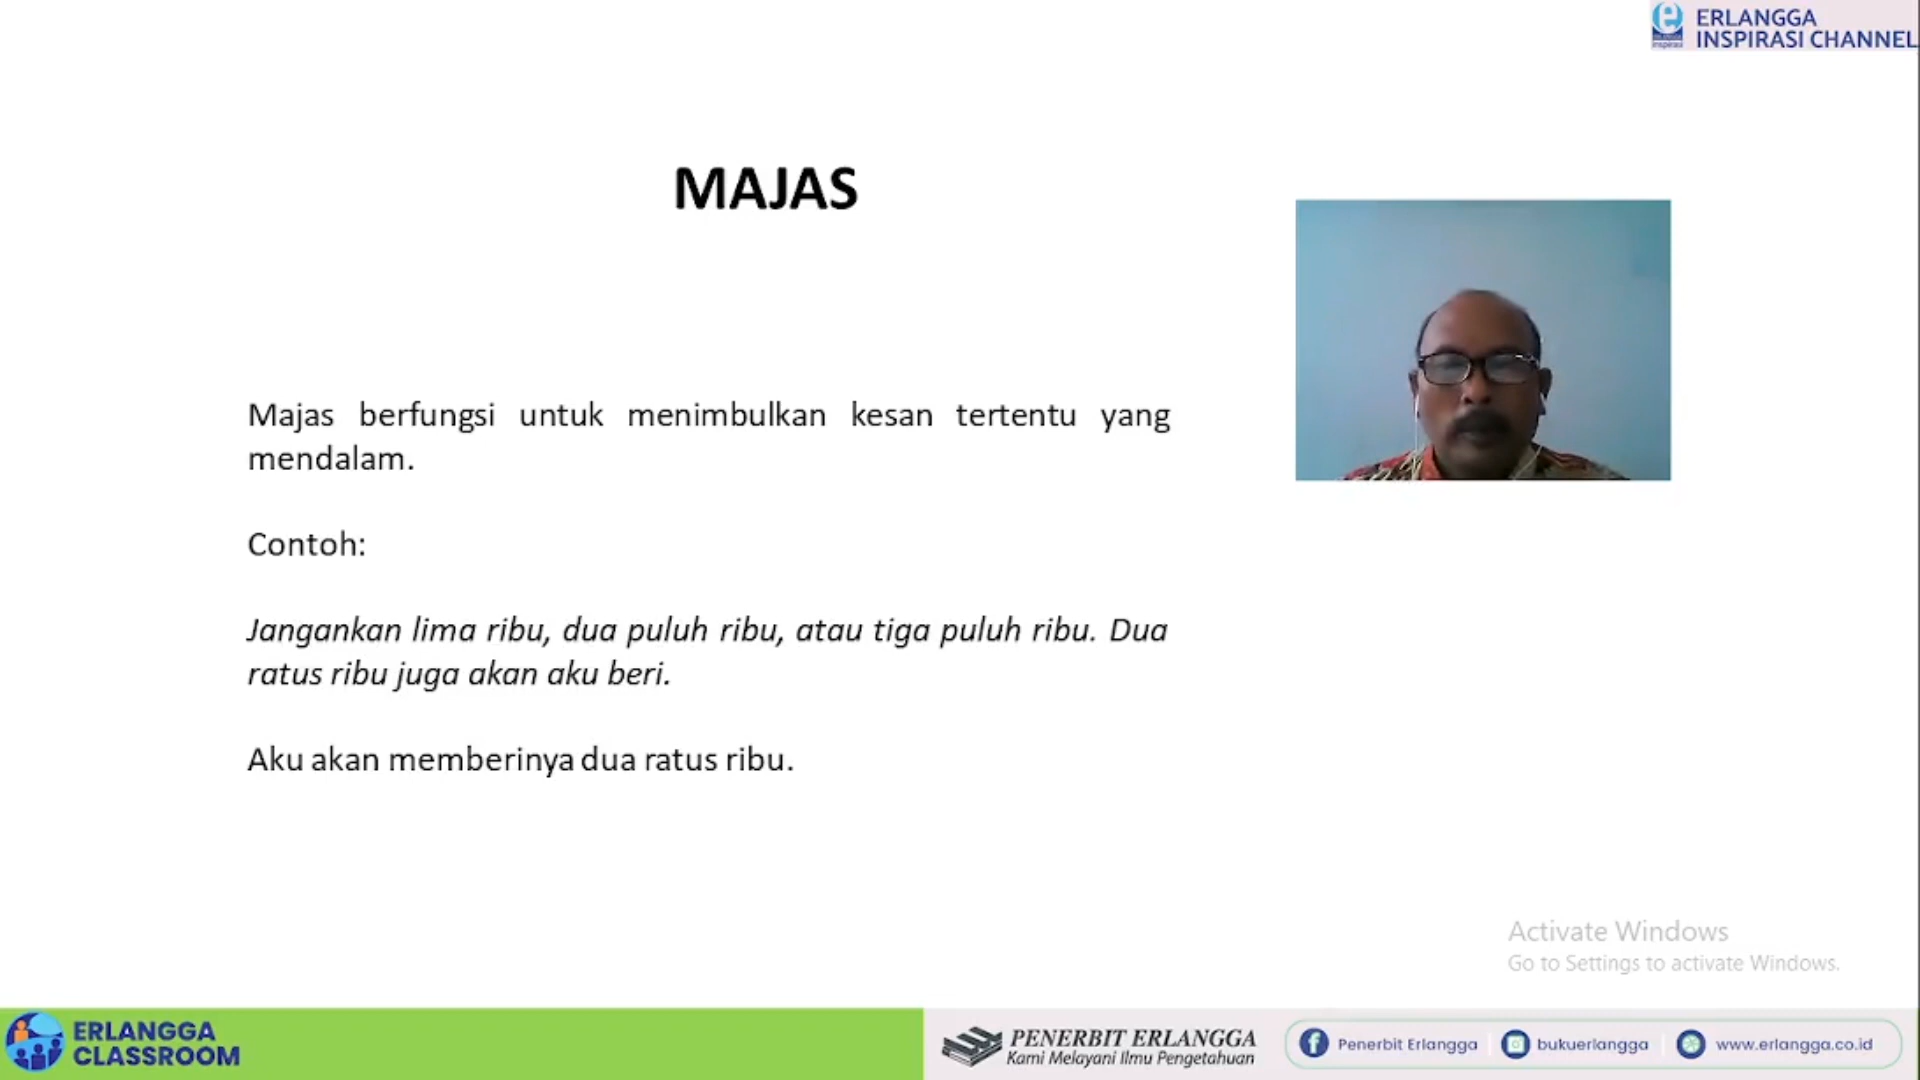 ERLANGGA
INSPIRASI CHANNEL
MAJAS
Majas berfungsi untuk menimbulkan kesan tertentu yang
mendalam.
Contoh:
Jangankan lima ribu, dua puluh ribu, atau tiga puluh ribu. Dua
ratus ribu juga akan aku beri.
Aku akan memberinya dua ratus ribu.
Activate Windows
Go to Settings to activate Windows.
ERLANGGA
CLASSROOM
PENERBIT ERLANGGA
Kami Melayani Ilmu Pengetahuan
Penerbit Erlangga
bukuerlangga
www.erlangga.co.id